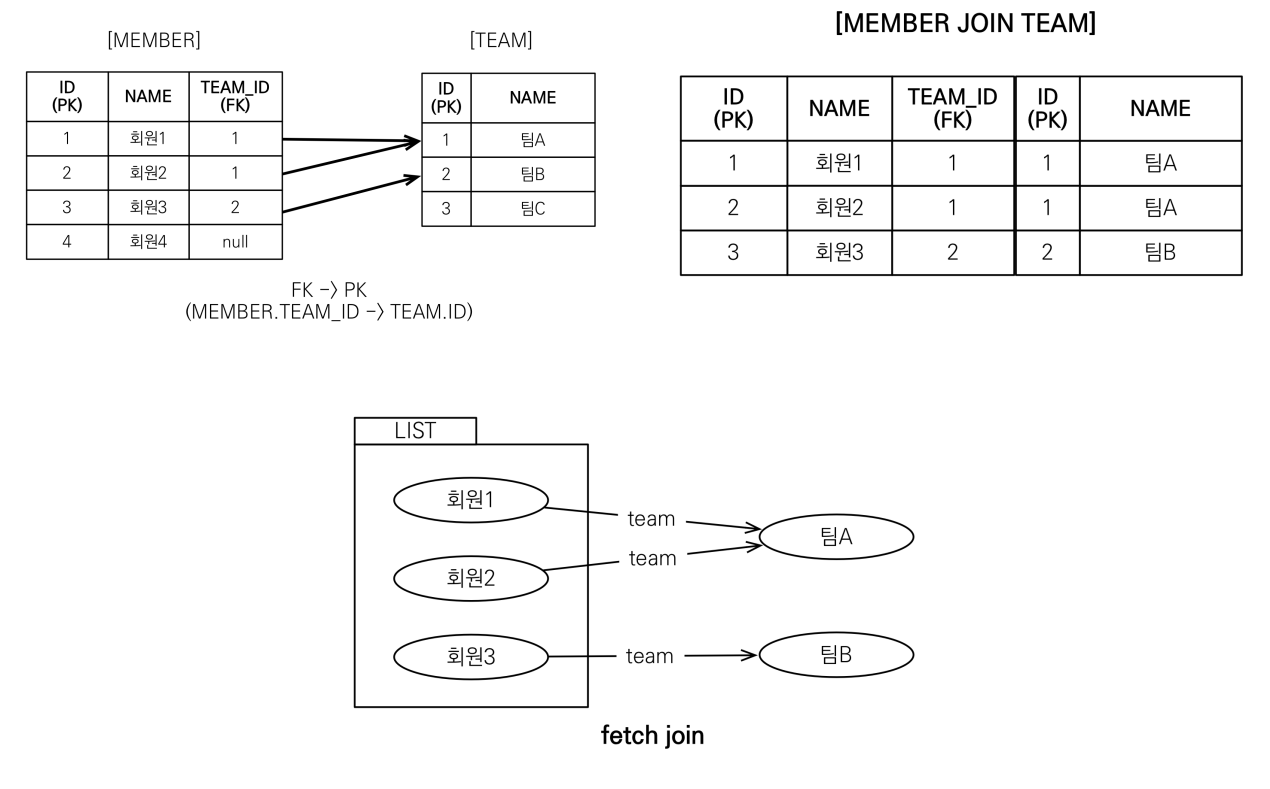 [MEMBER]
ID
(PK)
NAME
TEAM_ID
(FK)
1 회원1 1
2 회원2 1
3 회원3 2
4 회원4 null
[TEAM]
ID
(PK)
NAME
1 팀A
2 팀B
3 팀C
FK -> PK
(MEMBER.TEAM_ID -> TEAM.ID)
[MEMBER JOIN TEAM]
ID
(PK)
NAME
TEAM_ID
(FK)
ID
(PK)
NAME
1 회원1 1 1 팀A
2 회원2 1 1 팀A
3 회원3 2 2 팀B
LIST
회원1
team
팀A
회원2
team
회원3
team
팀B
fetch join